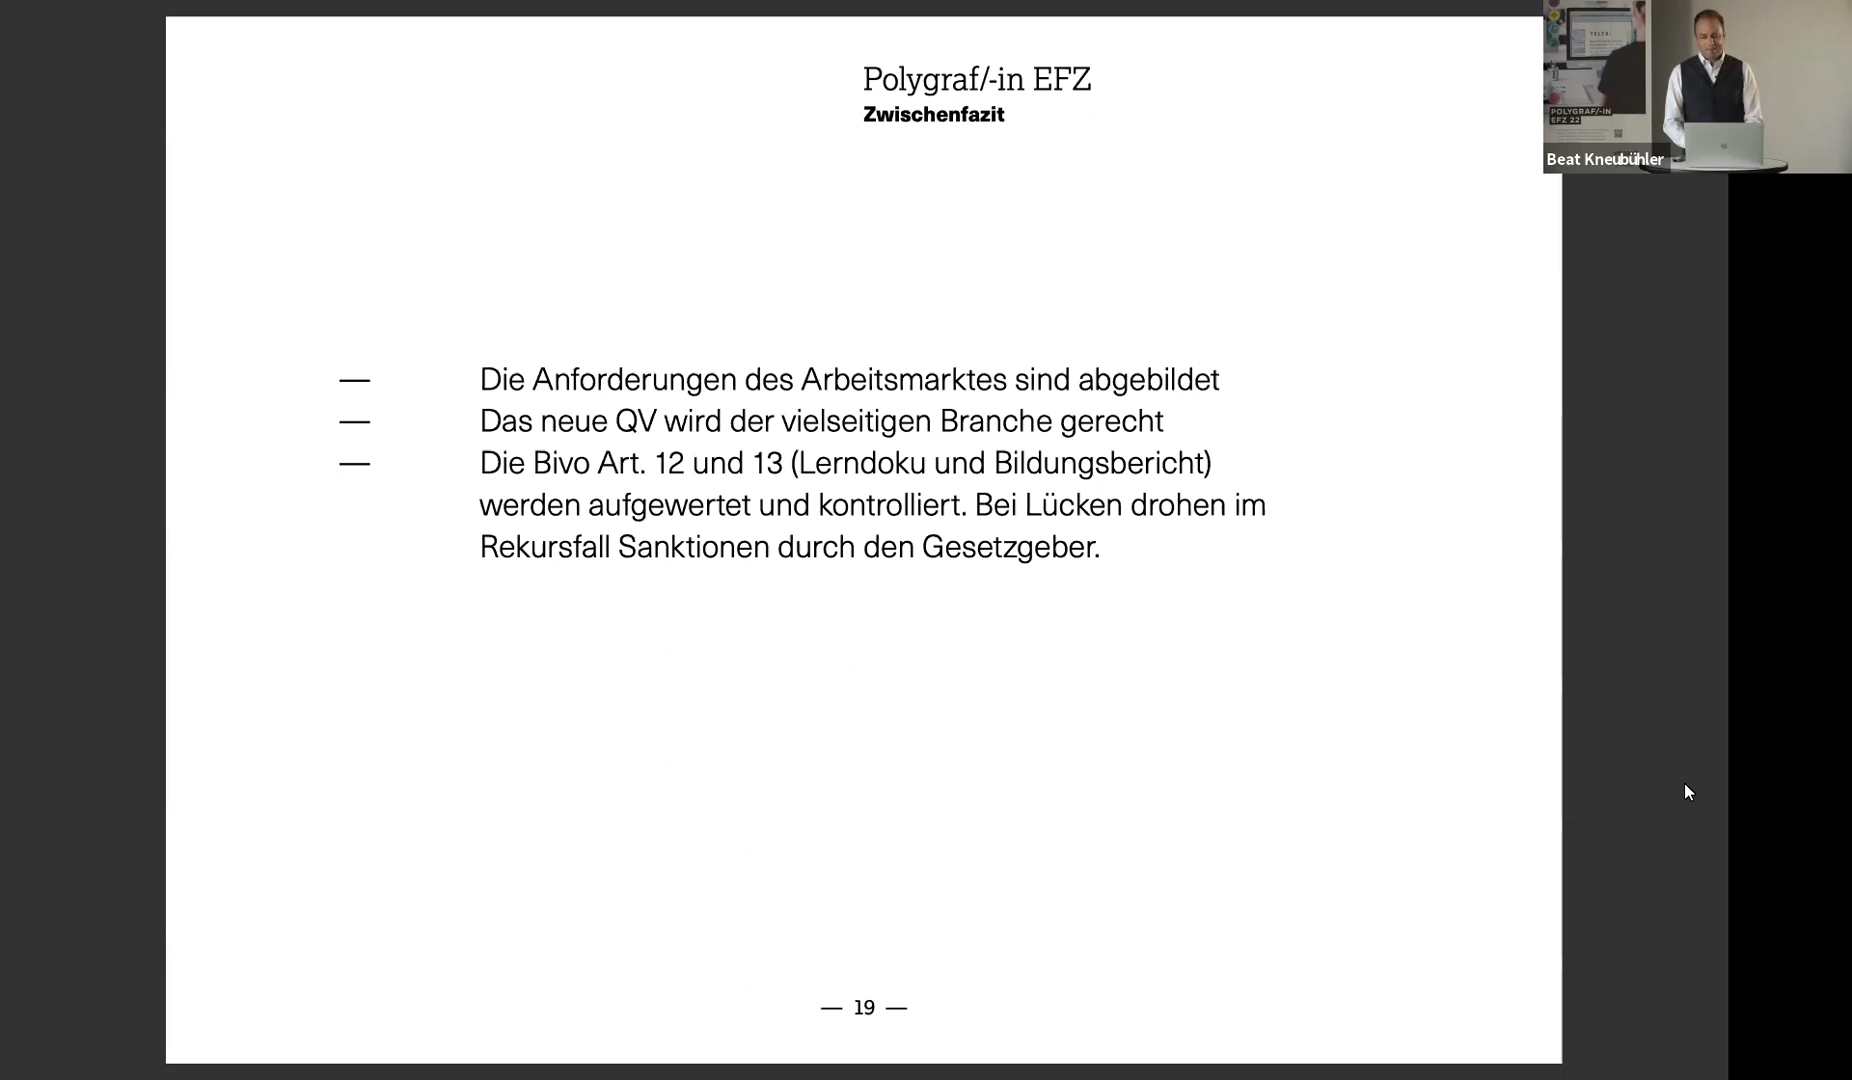 Polygraf/-in EFZ
Zwischenfazit
— Die Anforderungen des Arbeitsmarktes sind abgebildet
— Das neue QV wird der vielseitigen Branche gerecht
— Die Bivo Art. 12 und 13 (Lerndoku und Bildungsbericht)
werden aufgewertet und kontrolliert. Bei Lücken drohen im
Rekursfall Sanktionen durch den Gesetzgeber.
— 19 —
TELEX:
POLYGRAF/-IN
EFZ 22
Beat Kneubühler